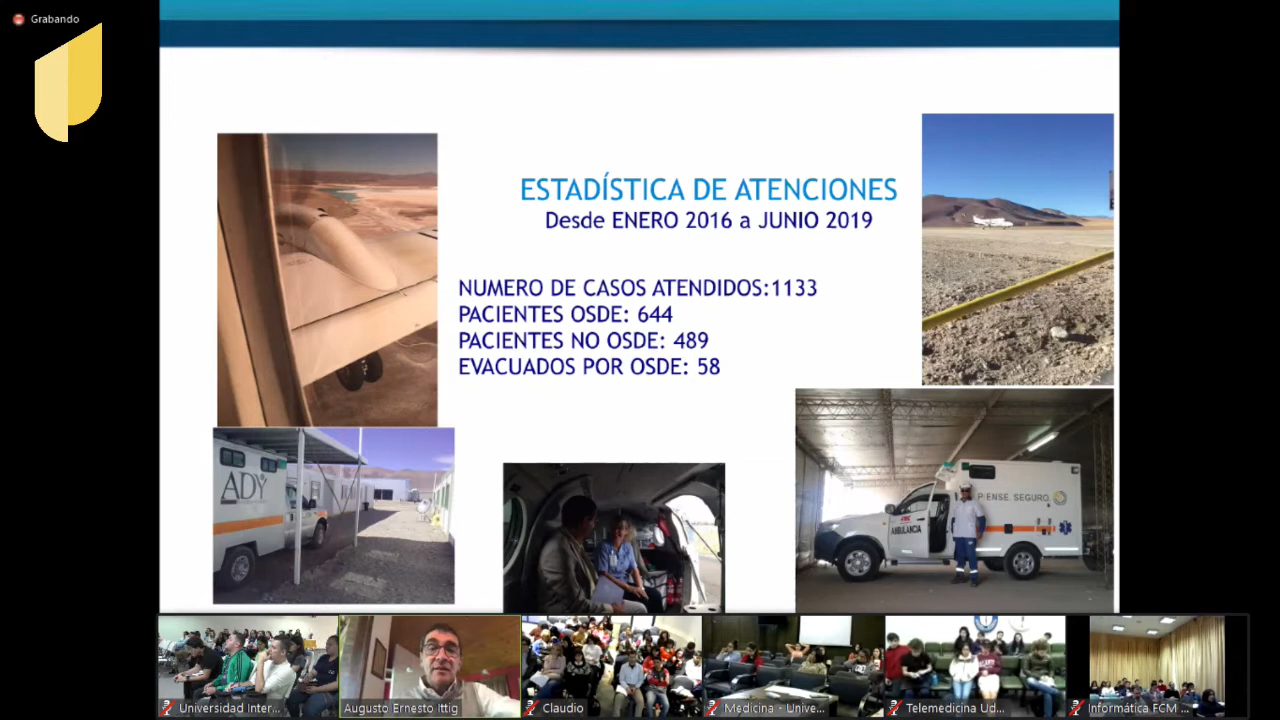 Grabando
ESTADÍSTICA DE ATENCIONES
Desde ENERO 2016 a JUNIO 2019
NUMERO DE CASOS ATENDIDOS:1133
PACIENTES OSDE: 644
PACIENTES NO OSDE: 489
EVACUADOS POR OSDE: 58
ADY
PIENSE. SEGURO.
AMBULANCIA
Universidad Inter...
Augusto Ernesto Ittig
Claudio
Medicina - Unive...
Telemedicina Ud...
Informática FCM ...